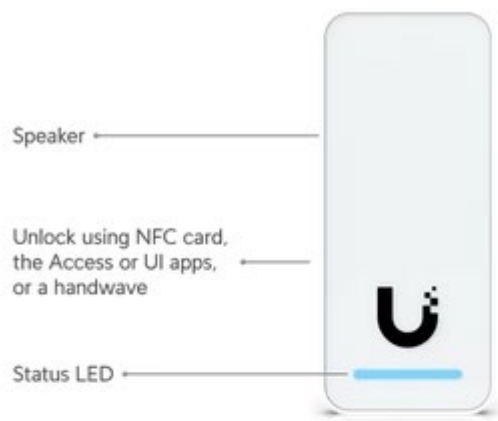 Speaker
Unlock using NFC card,
the Access or UI apps,
or a handwave
U
Status LED